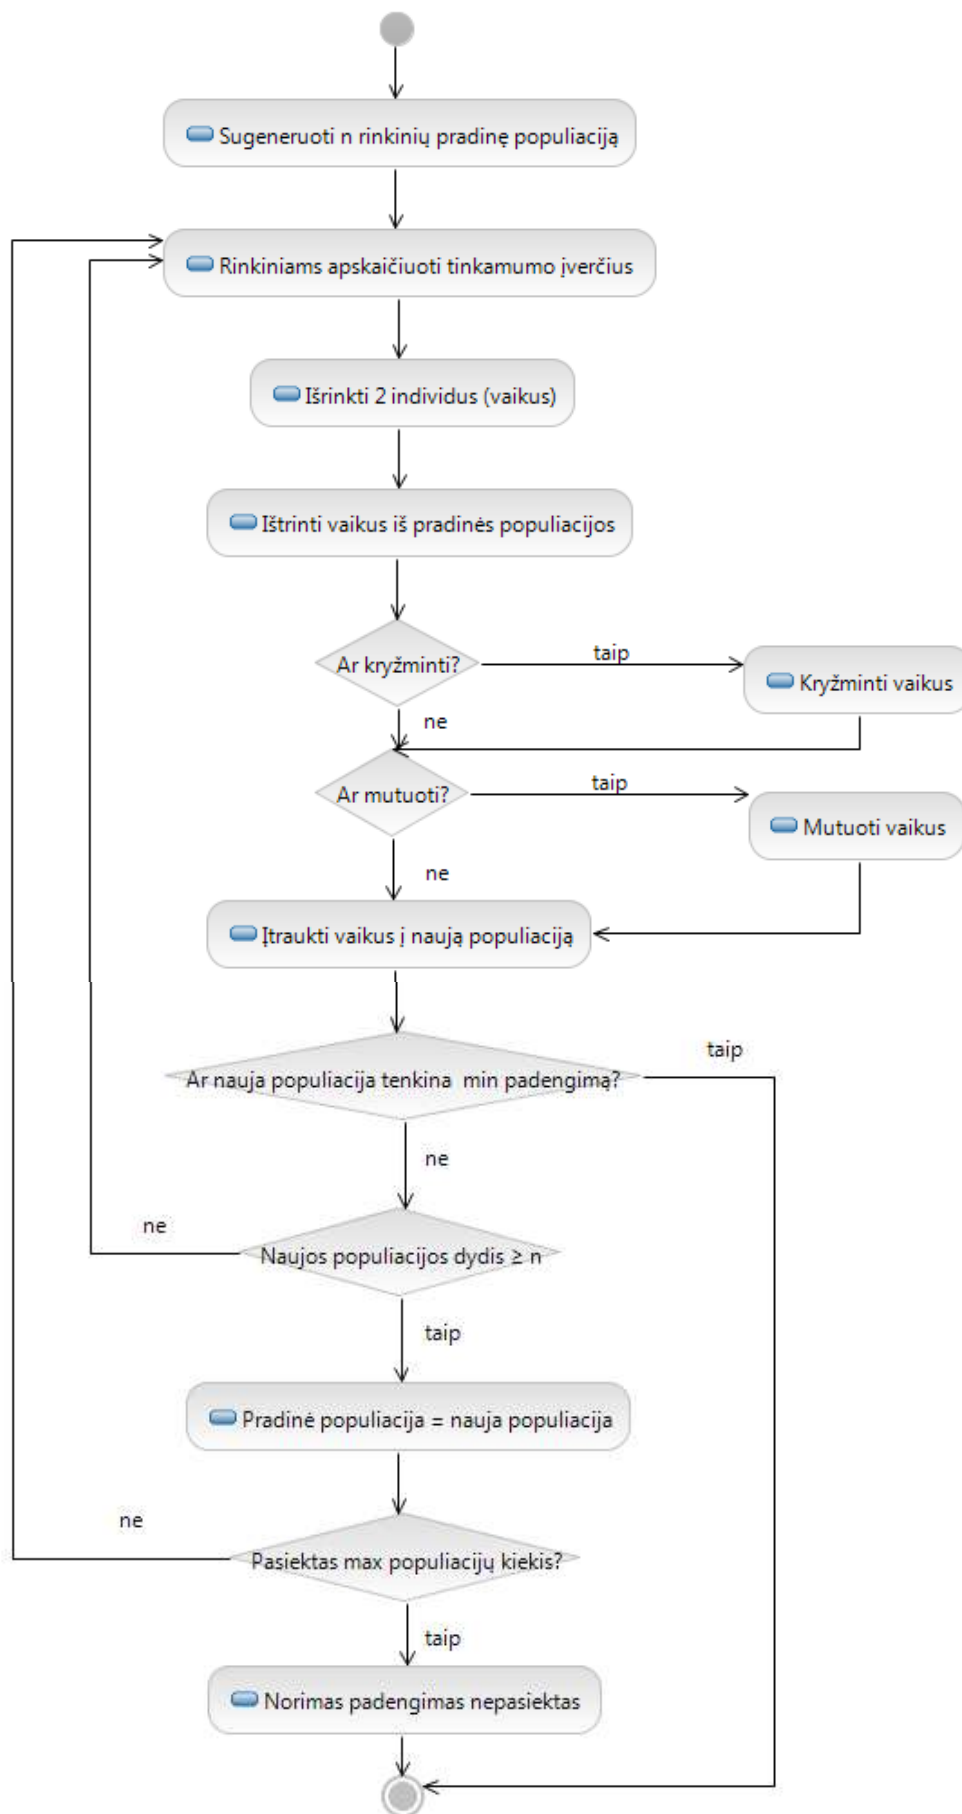 Sugeneruoti n rinkinių pradinę populiaciją
Rinkiniams apskaičiuoti tinkamumo įverčius
Išrinkti 2 individus (vaikus)
Ištrinti vaikus iš pradinės populiacijos
Ar kryžminti?
taip
Kryžminti vaikus
ne
Ar mutuoti?
taip
Mutuoti vaikus
ne
Įtraukti vaikus į naują populiaciją
Ar nauja populiacija tenkina  min padengimą?
taip
ne
Naujos populiacijos dydis ≥ n
ne
taip
Pradinė populiacija = nauja populiacija
Pasiektas max populiacijų kiekis?
ne
taip
Norimas padengimas nepasiektas